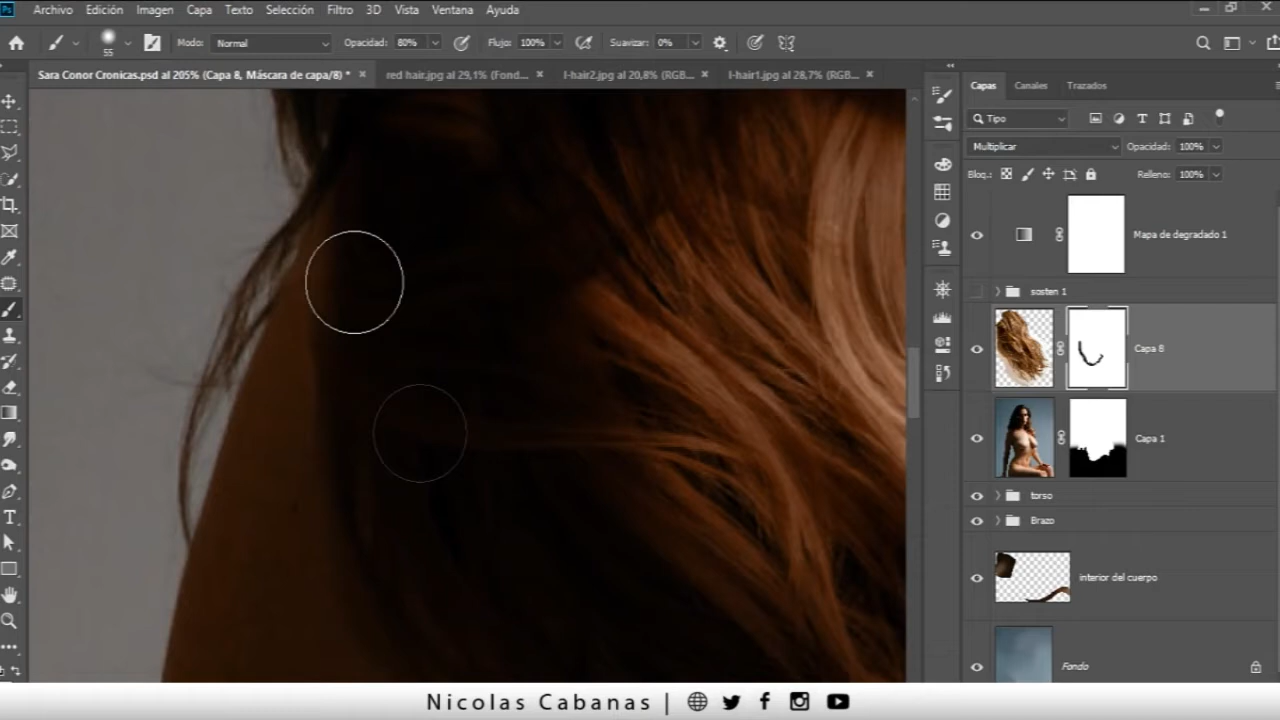 Ps Archivo Edición Imagen Capa Texto Selección Filtro 3D Vista Ventana Ayuda
55 Modo: Normal Opacidad: 80% Flujo: 100% Suavizar: 0%
Sara Conor Cronicas.psd al 205% (Capa 8, Máscara de capa/8) * × red hair.jpg al 29,1% (Fond... × l-hair2.jpg al 20,8% (RGB... × l-hair1.jpg al 28,7% (RGB... ×
Capas Canales Trazados
Tipo
Multiplicar Opacidad: 100%
Bloq.: Relleno: 100%
Mapa de degradado 1
sosten 1
Capa 8
Capa 1
torso
Brazo
interior del cuerpo
Fondo
Nicolas Cabanas |